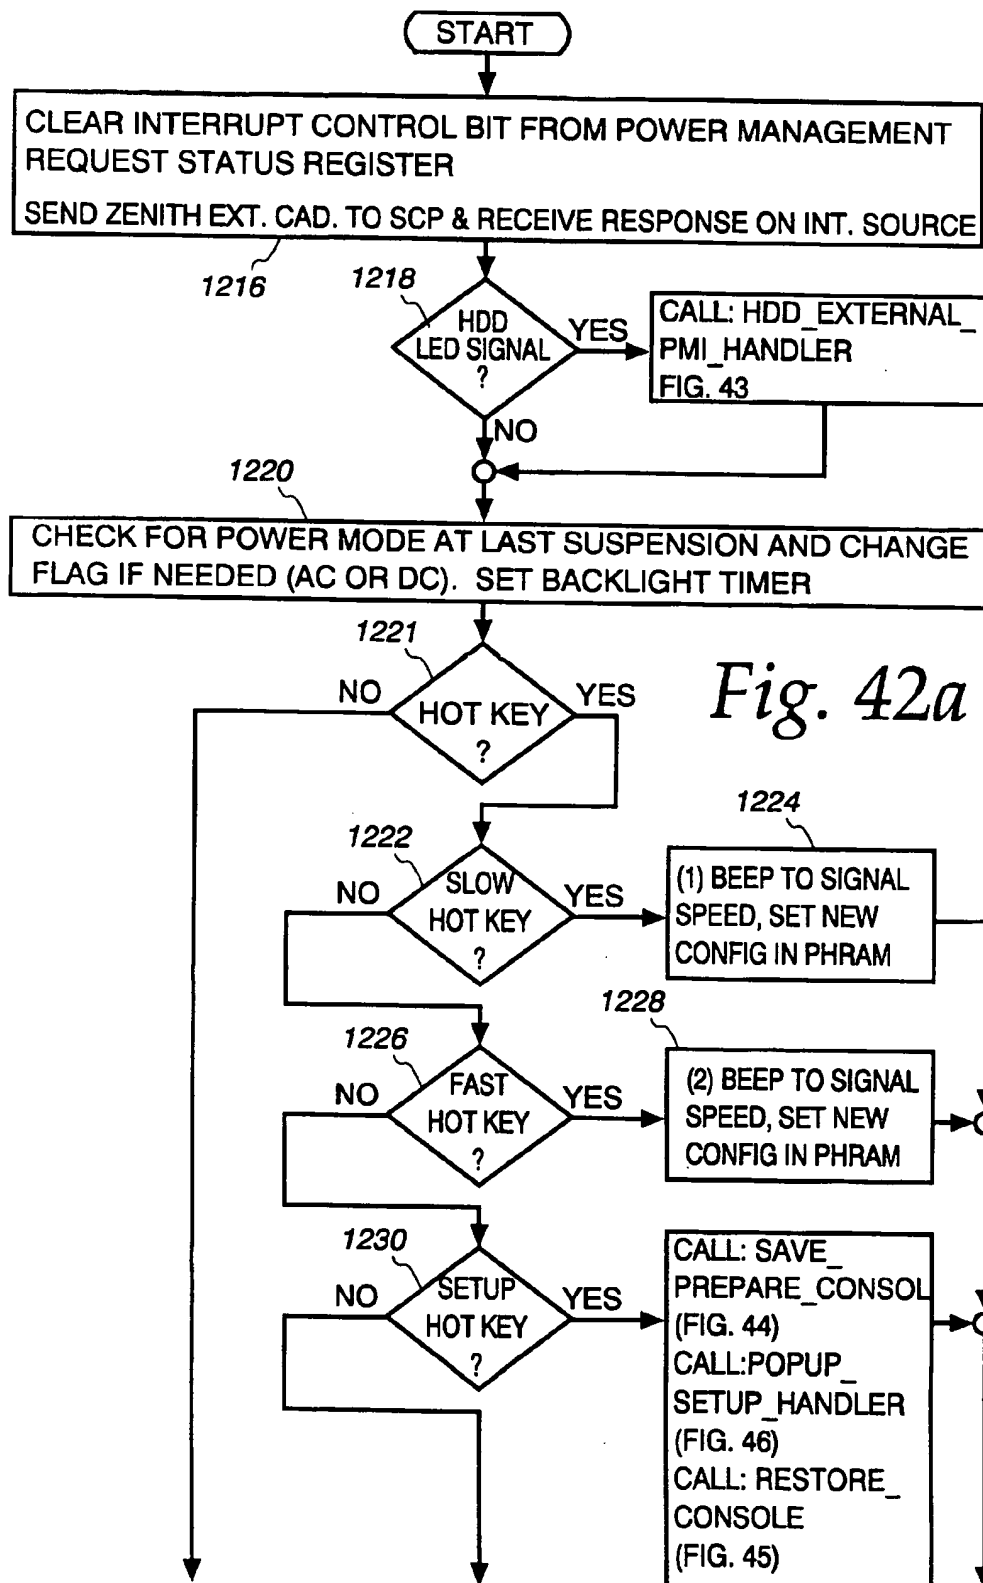 START
CLEAR INTERRUPT CONTROL BIT FROM POWER MANAGEMENT
REQUEST STATUS REGISTER
SEND ZENITH EXT. CAD. TO SCP & RECEIVE RESPONSE ON INT. SOURCE
1216
1218
HDD
LED SIGNAL
?
YES
CALL: HDD_EXTERNAL_
PMI_HANDLER
FIG. 43
NO
1220
CHECK FOR POWER MODE AT LAST SUSPENSION AND CHANGE
FLAG IF NEEDED (AC OR DC). SET BACKLIGHT TIMER
1221
NO
HOT KEY
?
YES
Fig. 42a
1222
NO
SLOW
HOT KEY
?
YES
1224
(1) BEEP TO SIGNAL
SPEED, SET NEW
CONFIG IN PHRAM
1226
NO
FAST
HOT KEY
?
YES
1228
(2) BEEP TO SIGNAL
SPEED, SET NEW
CONFIG IN PHRAM
1230
NO
SETUP
HOT KEY
?
YES
CALL: SAVE_
PREPARE_CONSOL
(FIG. 44)
CALL:POPUP_
SETUP_HANDLER
(FIG. 46)
CALL: RESTORE_
CONSOLE
(FIG. 45)